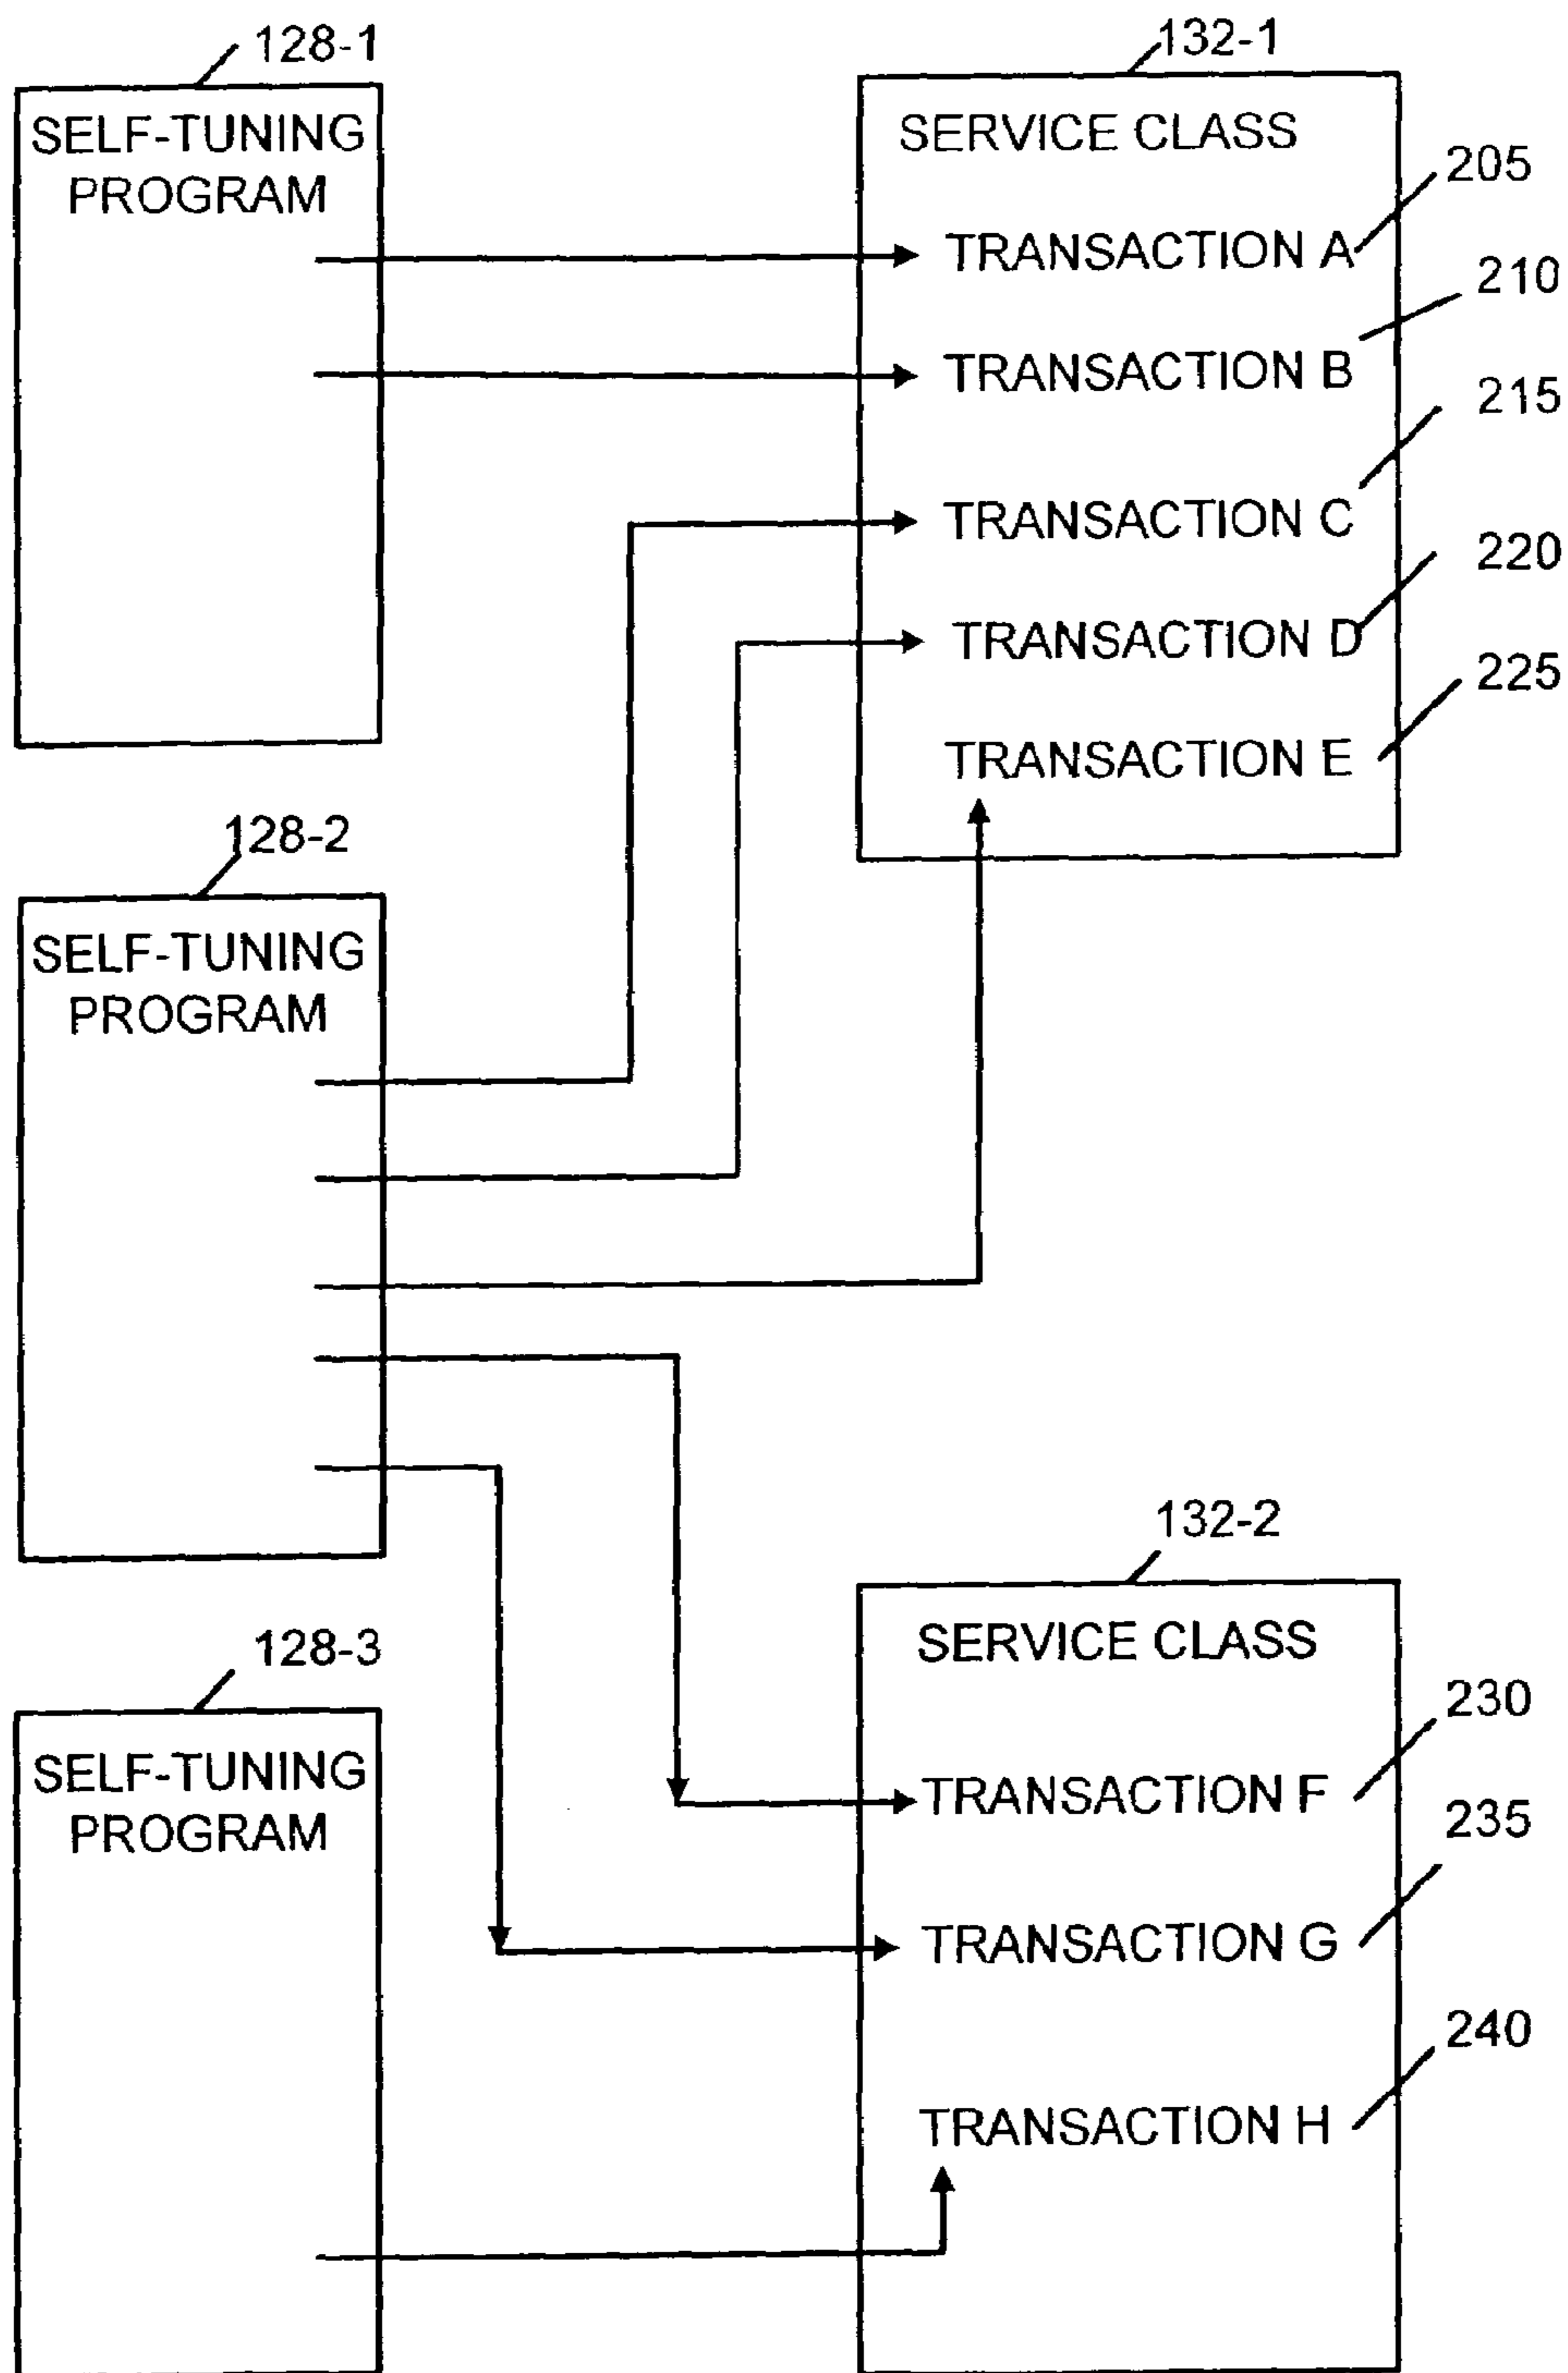 128-1
SELF-TUNING
PROGRAM
132-1
SERVICE CLASS
TRANSACTION A
205
TRANSACTION B
210
TRANSACTION C
215
TRANSACTION D
220
TRANSACTION E
225
128-2
SELF-TUNING
PROGRAM
132-2
SERVICE CLASS
TRANSACTION F
230
TRANSACTION G
235
TRANSACTION H
240
128-3
SELF-TUNING
PROGRAM